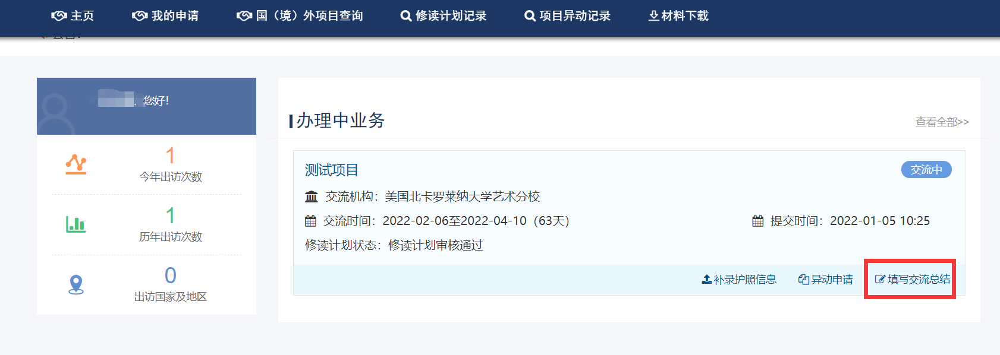 主页 我的申请 国（境）外项目查询 修读计划记录 项目异动记录 材料下载
您好！
1
今年出访次数
1
历年出访次数
0
出访国家及地区
办理中业务 查看全部>>
测试项目 交流中
交流机构：美国北卡罗莱纳大学艺术分校
交流时间：2022-02-06至2022-04-10（63天） 提交时间：2022-01-05 10:25
修读计划状态：修读计划审核通过
补录护照信息 异动申请 填写交流总结